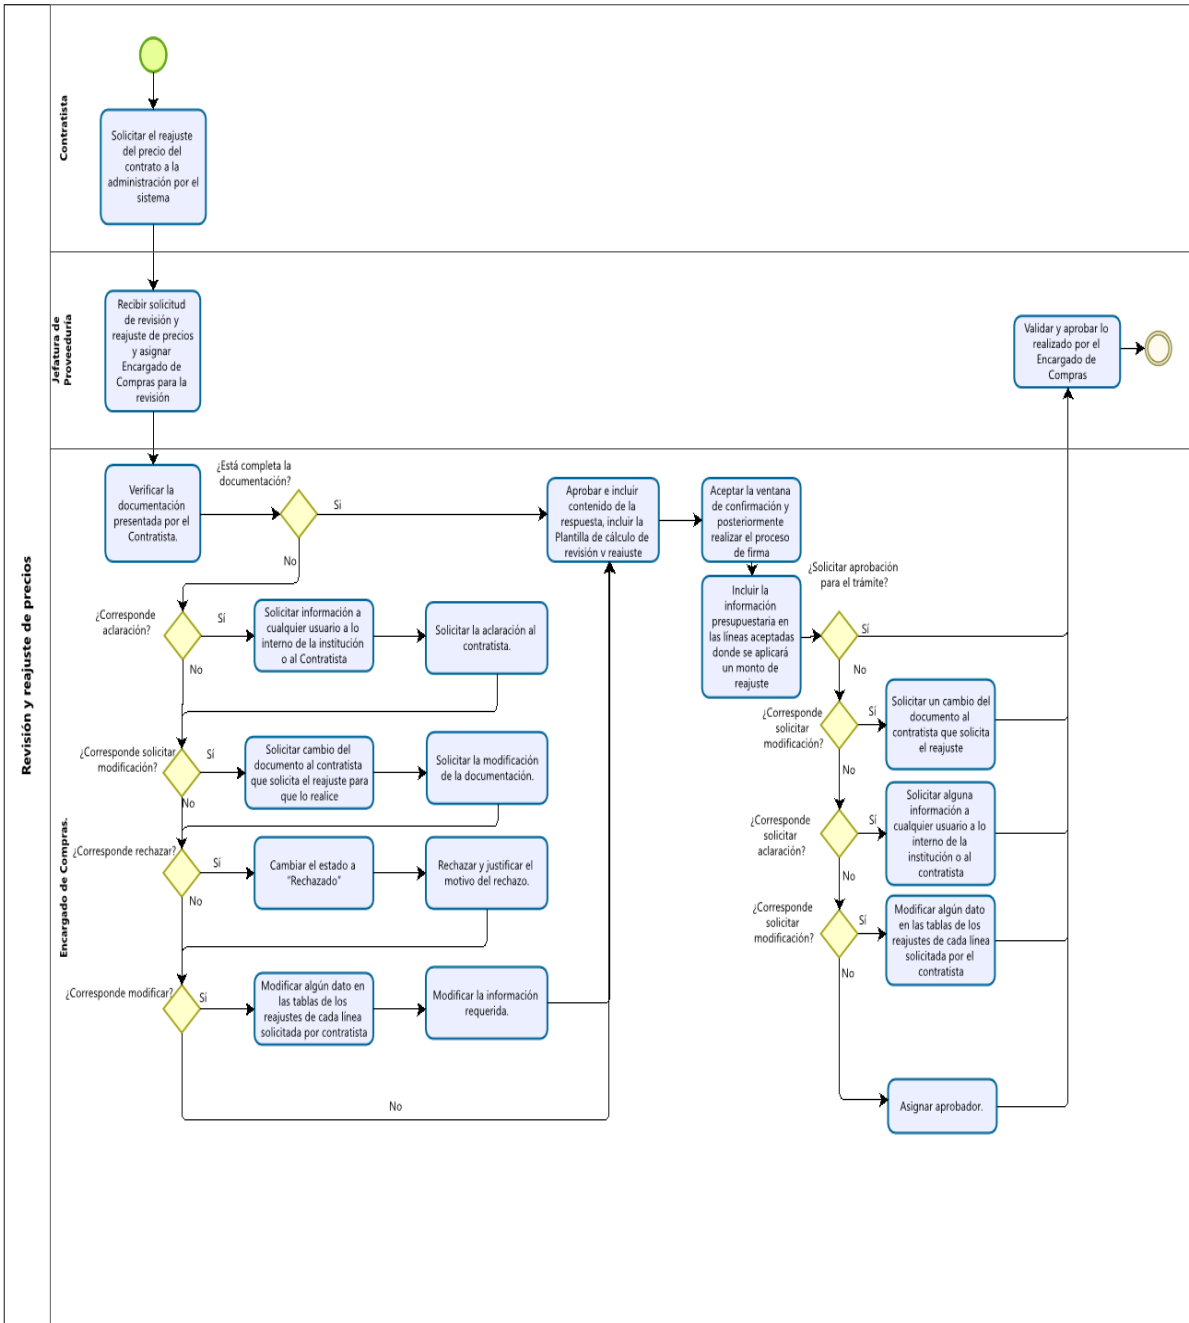 Revisión y reajuste de precios
Contratista
Solicitar el reajuste
del precio del
contrato a la
administración por el
sistema
Jefatura de
Proveeduría
Recibir solicitud
de revisión y
reajuste de precios
y asignar
Encargado de
Compras para la
revisión
Validar y aprobar lo
realizado por el
Encargado de
Compras
Encargado de Compras.
Verificar la
documentación
presentada por el
Contratista.
¿Está completa la
documentación?
Si
No
Aprobar e incluir
contenido de la
respuesta, incluir la
Plantilla de cálculo de
revisión y reajuste
Aceptar la ventana
de confirmación y
posteriormente
realizar el proceso
de firma
Incluir la
información
presupuestaria en
las líneas aceptadas
donde se aplicará
un monto de
reajuste
¿Corresponde
aclaración?
Sí
No
Solicitar información a
cualquier usuario a lo
interno de la institución
o al Contratista
Solicitar la aclaración al
contratista.
¿Corresponde solicitar
modificación?
Sí
No
Solicitar cambio del
documento al contratista
que solicita el reajuste para
que lo realice
Solicitar la modificación
de la documentación.
¿Corresponde rechazar?
Sí
No
Cambiar el estado a
"Rechazado"
Rechazar y justificar el
motivo del rechazo.
¿Corresponde modificar?
Sí
No
Modificar algún dato en
las tablas de los
reajustes de cada línea
solicitada por contratista
Modificar la información
requerida.
¿Solicitar aprobación
para el trámite?
Sí
No
¿Corresponde
solicitar
modificación?
Sí
No
Solicitar un cambio del
documento al
contratista que solicita
el reajuste
¿Corresponde
solicitar
aclaración?
Sí
No
Solicitar alguna
información a
cualquier usuario a lo
interno de la
institución o al
contratista
¿Corresponde
solicitar
modificación?
Sí
No
Modificar algún dato
en las tablas de los
reajustes de cada línea
solicitada por el
contratista
Asignar aprobador.